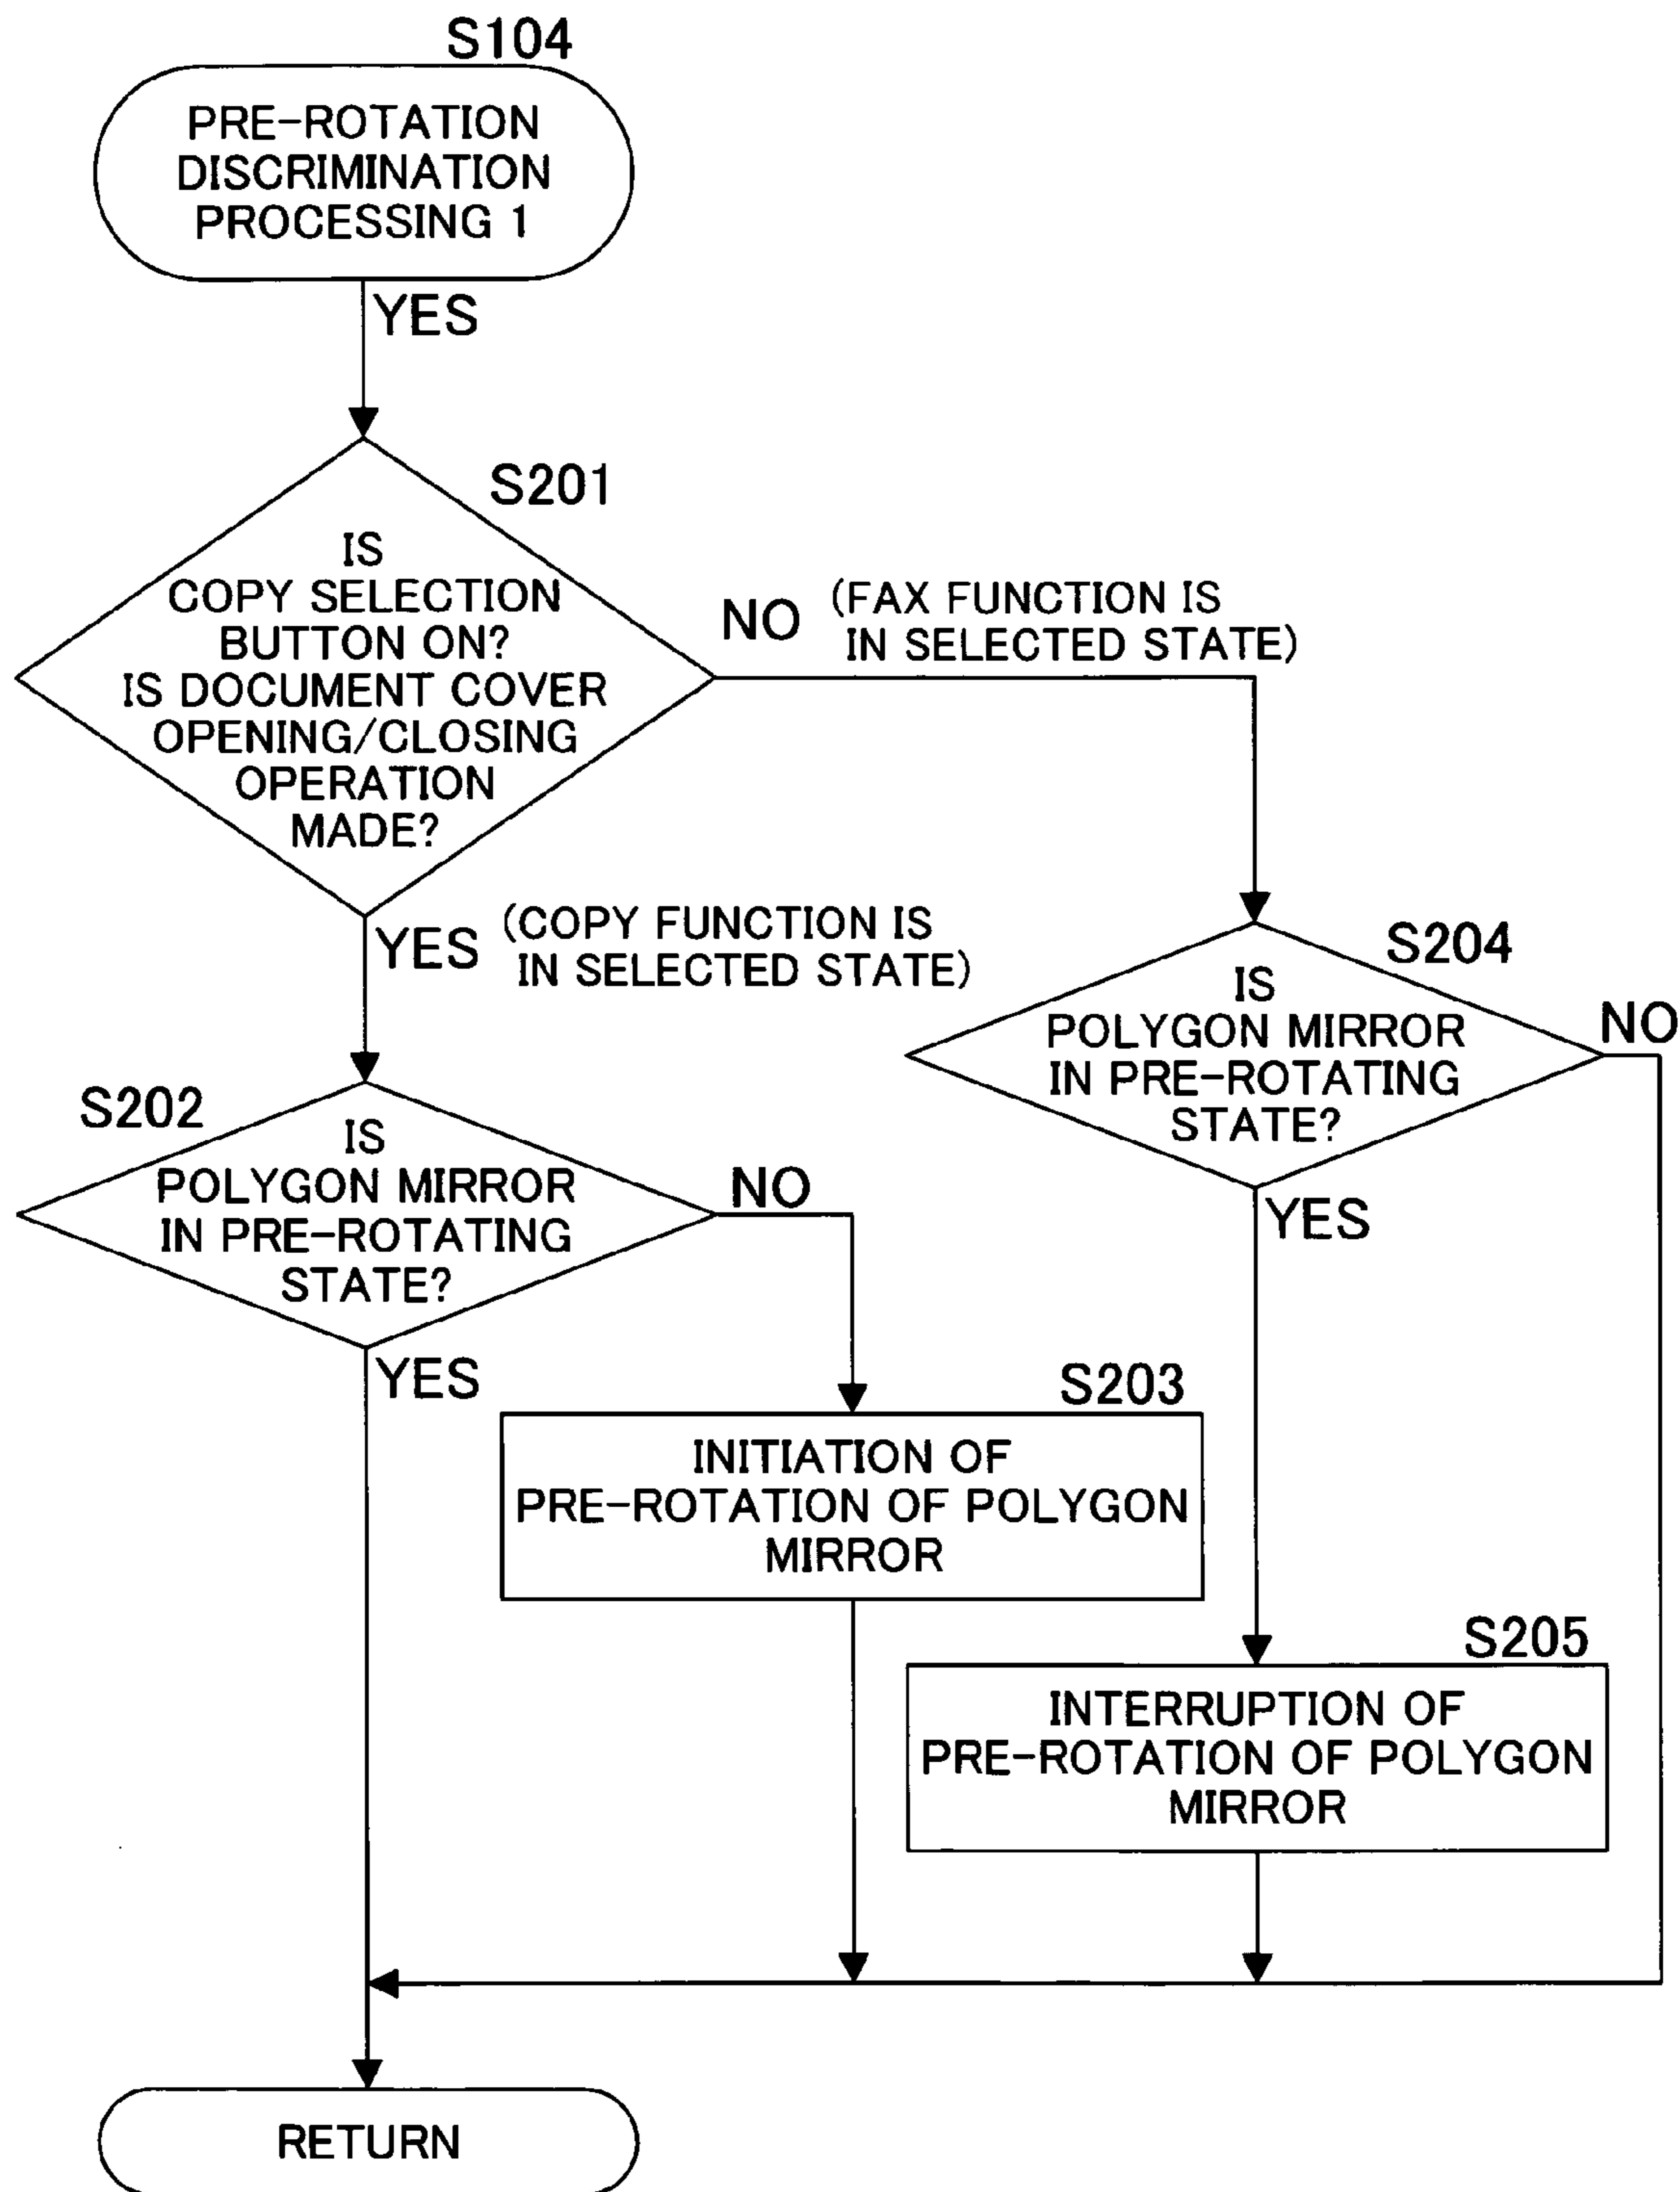 S104
PRE-ROTATION
DISCRIMINATION
PROCESSING 1
YES
S201
IS
COPY SELECTION
BUTTON ON?
IS DOCUMENT COVER
OPENING/CLOSING
OPERATION
MADE?
NO (FAX FUNCTION IS
IN SELECTED STATE)
YES (COPY FUNCTION IS
IN SELECTED STATE)
S204
IS
POLYGON MIRROR
IN PRE-ROTATING
STATE?
NO
YES
S202
IS
POLYGON MIRROR
IN PRE-ROTATING
STATE?
NO
YES
S203
INITIATION OF
PRE-ROTATION OF POLYGON
MIRROR
S205
INTERRUPTION OF
PRE-ROTATION OF POLYGON
MIRROR
RETURN